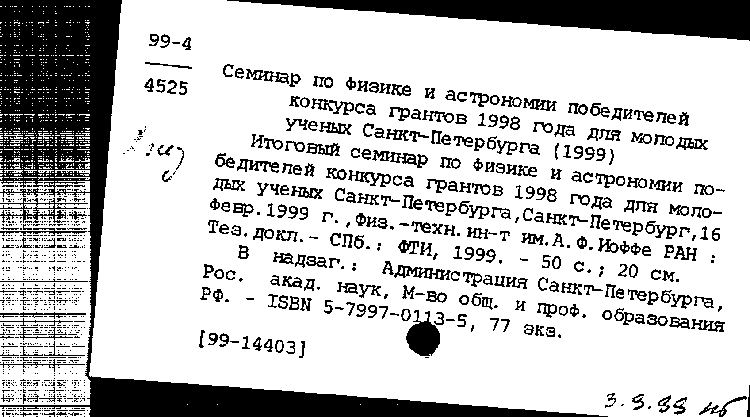 99-4
4525
Семинар по физике и астрономии победителей
конкурса грантов 1998 года для молодых
ученых Санкт-Петербурга (1999)
Итоговый семинар по физике и астрономии по-
бедителей конкурса грантов 1998 года для моло-
дых ученых Санкт-Петербурга,Санкт-Петербург,16
февр.1999 г.,Физ.-техн.ин-т им.А.Ф.Иоффе РАН :
Тез.докл.- СПб.: ФТИ, 1999. - 50 с.; 20 см.
В надзаг.: Администрация Санкт-Петербурга,
Рос. акад. наук, М-во общ. и проф. образования
РФ. - ISBN 5-7997-0113-5, 77 экз.
[99-14403]